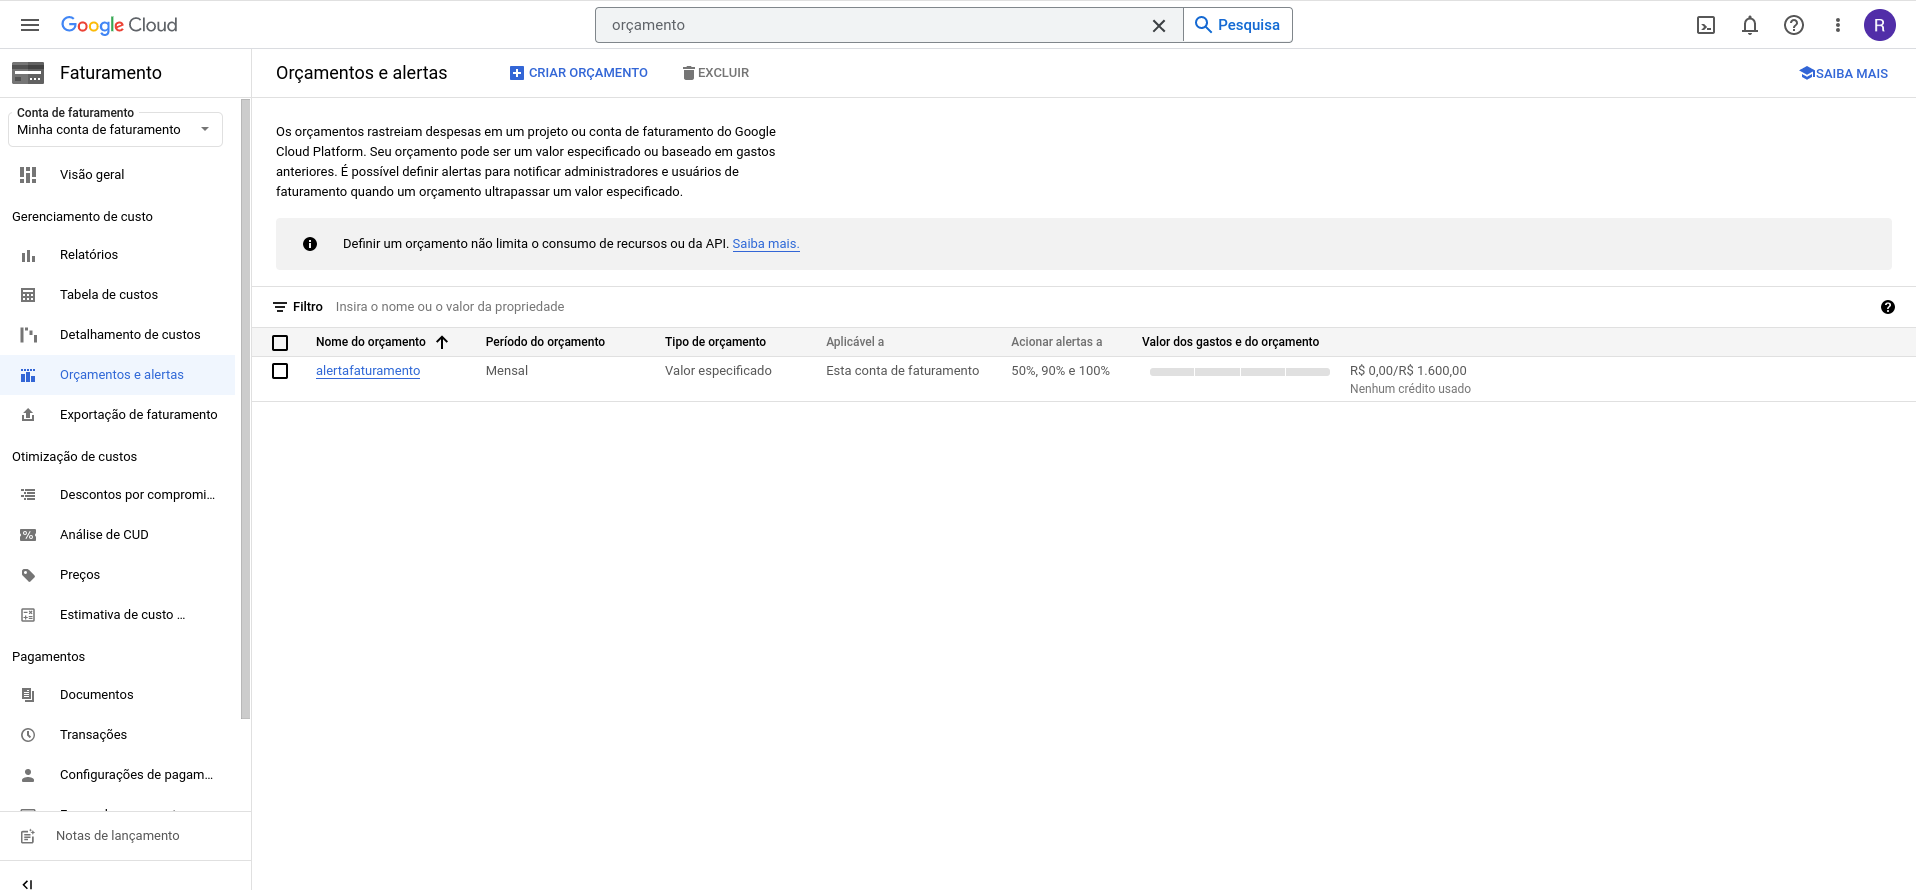 Google Cloud
orçamento
Pesquisa
R
Faturamento
Orçamentos e alertas
CRIAR ORÇAMENTO
EXCLUIR
SAIBA MAIS
Conta de faturamento
Minha conta de faturamento
Visão geral
Gerenciamento de custo
Relatórios
Tabela de custos
Detalhamento de custos
Orçamentos e alertas
Exportação de faturamento
Otimização de custos
Descontos por compromi...
Análise de CUD
Preços
Estimativa de custo ...
Pagamentos
Documentos
Transações
Configurações de pagam...
Notas de lançamento
Os orçamentos rastreiam despesas em um projeto ou conta de faturamento do Google
Cloud Platform. Seu orçamento pode ser um valor especificado ou baseado em gastos
anteriores. É possível definir alertas para notificar administradores e usuários de
faturamento quando um orçamento ultrapassar um valor especificado.
Definir um orçamento não limita o consumo de recursos ou da API. Saiba mais.
Filtro Insira o nome ou o valor da propriedade
Nome do orçamento Período do orçamento Tipo de orçamento Aplicável a Acionar alertas a Valor dos gastos e do orçamento
alertafaturamento Mensal Valor especificado Esta conta de faturamento 50%, 90% e 100% R$ 0,00/R$ 1.600,00
Nenhum crédito usado